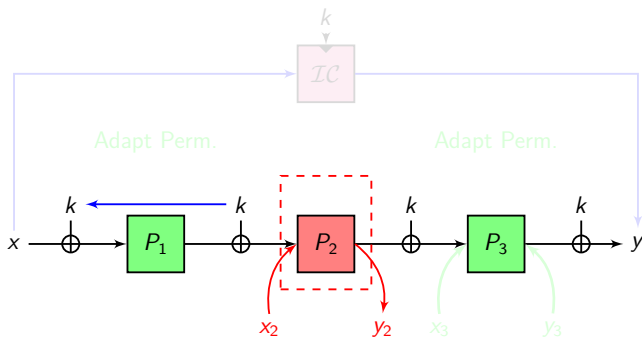 k
IC
Adapt Perm. Adapt Perm.
k k k k
x P1 P2 P3 y
x2 y2 x3 y3